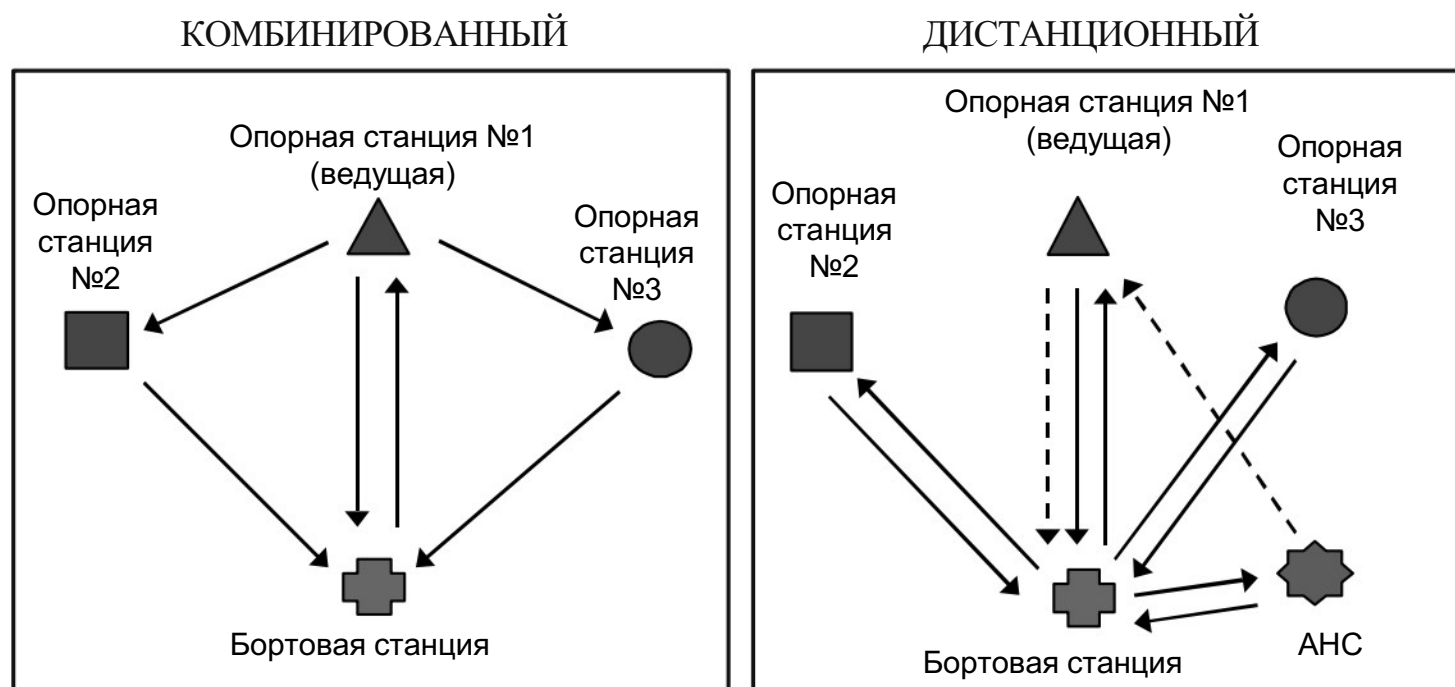 КОМБИНИРОВАННЫЙ
Опорная станция №1
(ведущая)
Опорная
станция
№2
Опорная
станция
№3
Бортовая станция
ДИСТАНЦИОННЫЙ
Опорная станция №1
(ведущая)
Опорная
станция
№3
Опорная
станция
№2
Бортовая станция
АНС